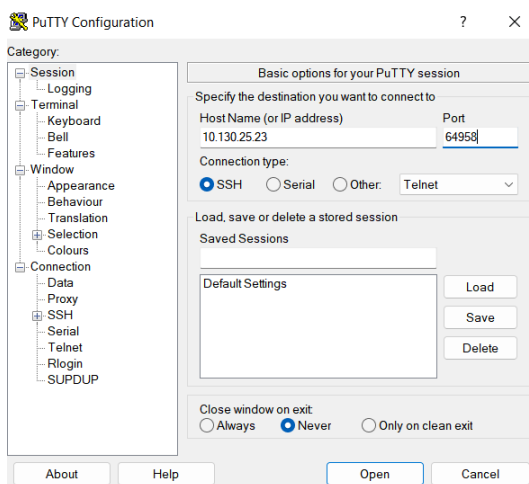 PuTTY Configuration ? ×
Category:
Session
Logging
Terminal
Keyboard
Bell
Features
Window
Appearance
Behaviour
Translation
Selection
Colours
Connection
Data
Proxy
SSH
Serial
Telnet
Rlogin
SUPDUP
Basic options for your PuTTY session
Specify the destination you want to connect to
Host Name (or IP address) Port
10.130.25.23 64958
Connection type:
SSH Serial Other: Telnet
Load, save or delete a stored session
Saved Sessions
Default Settings
Load
Save
Delete
Close window on exit:
Always Never Only on clean exit
About Help Open Cancel